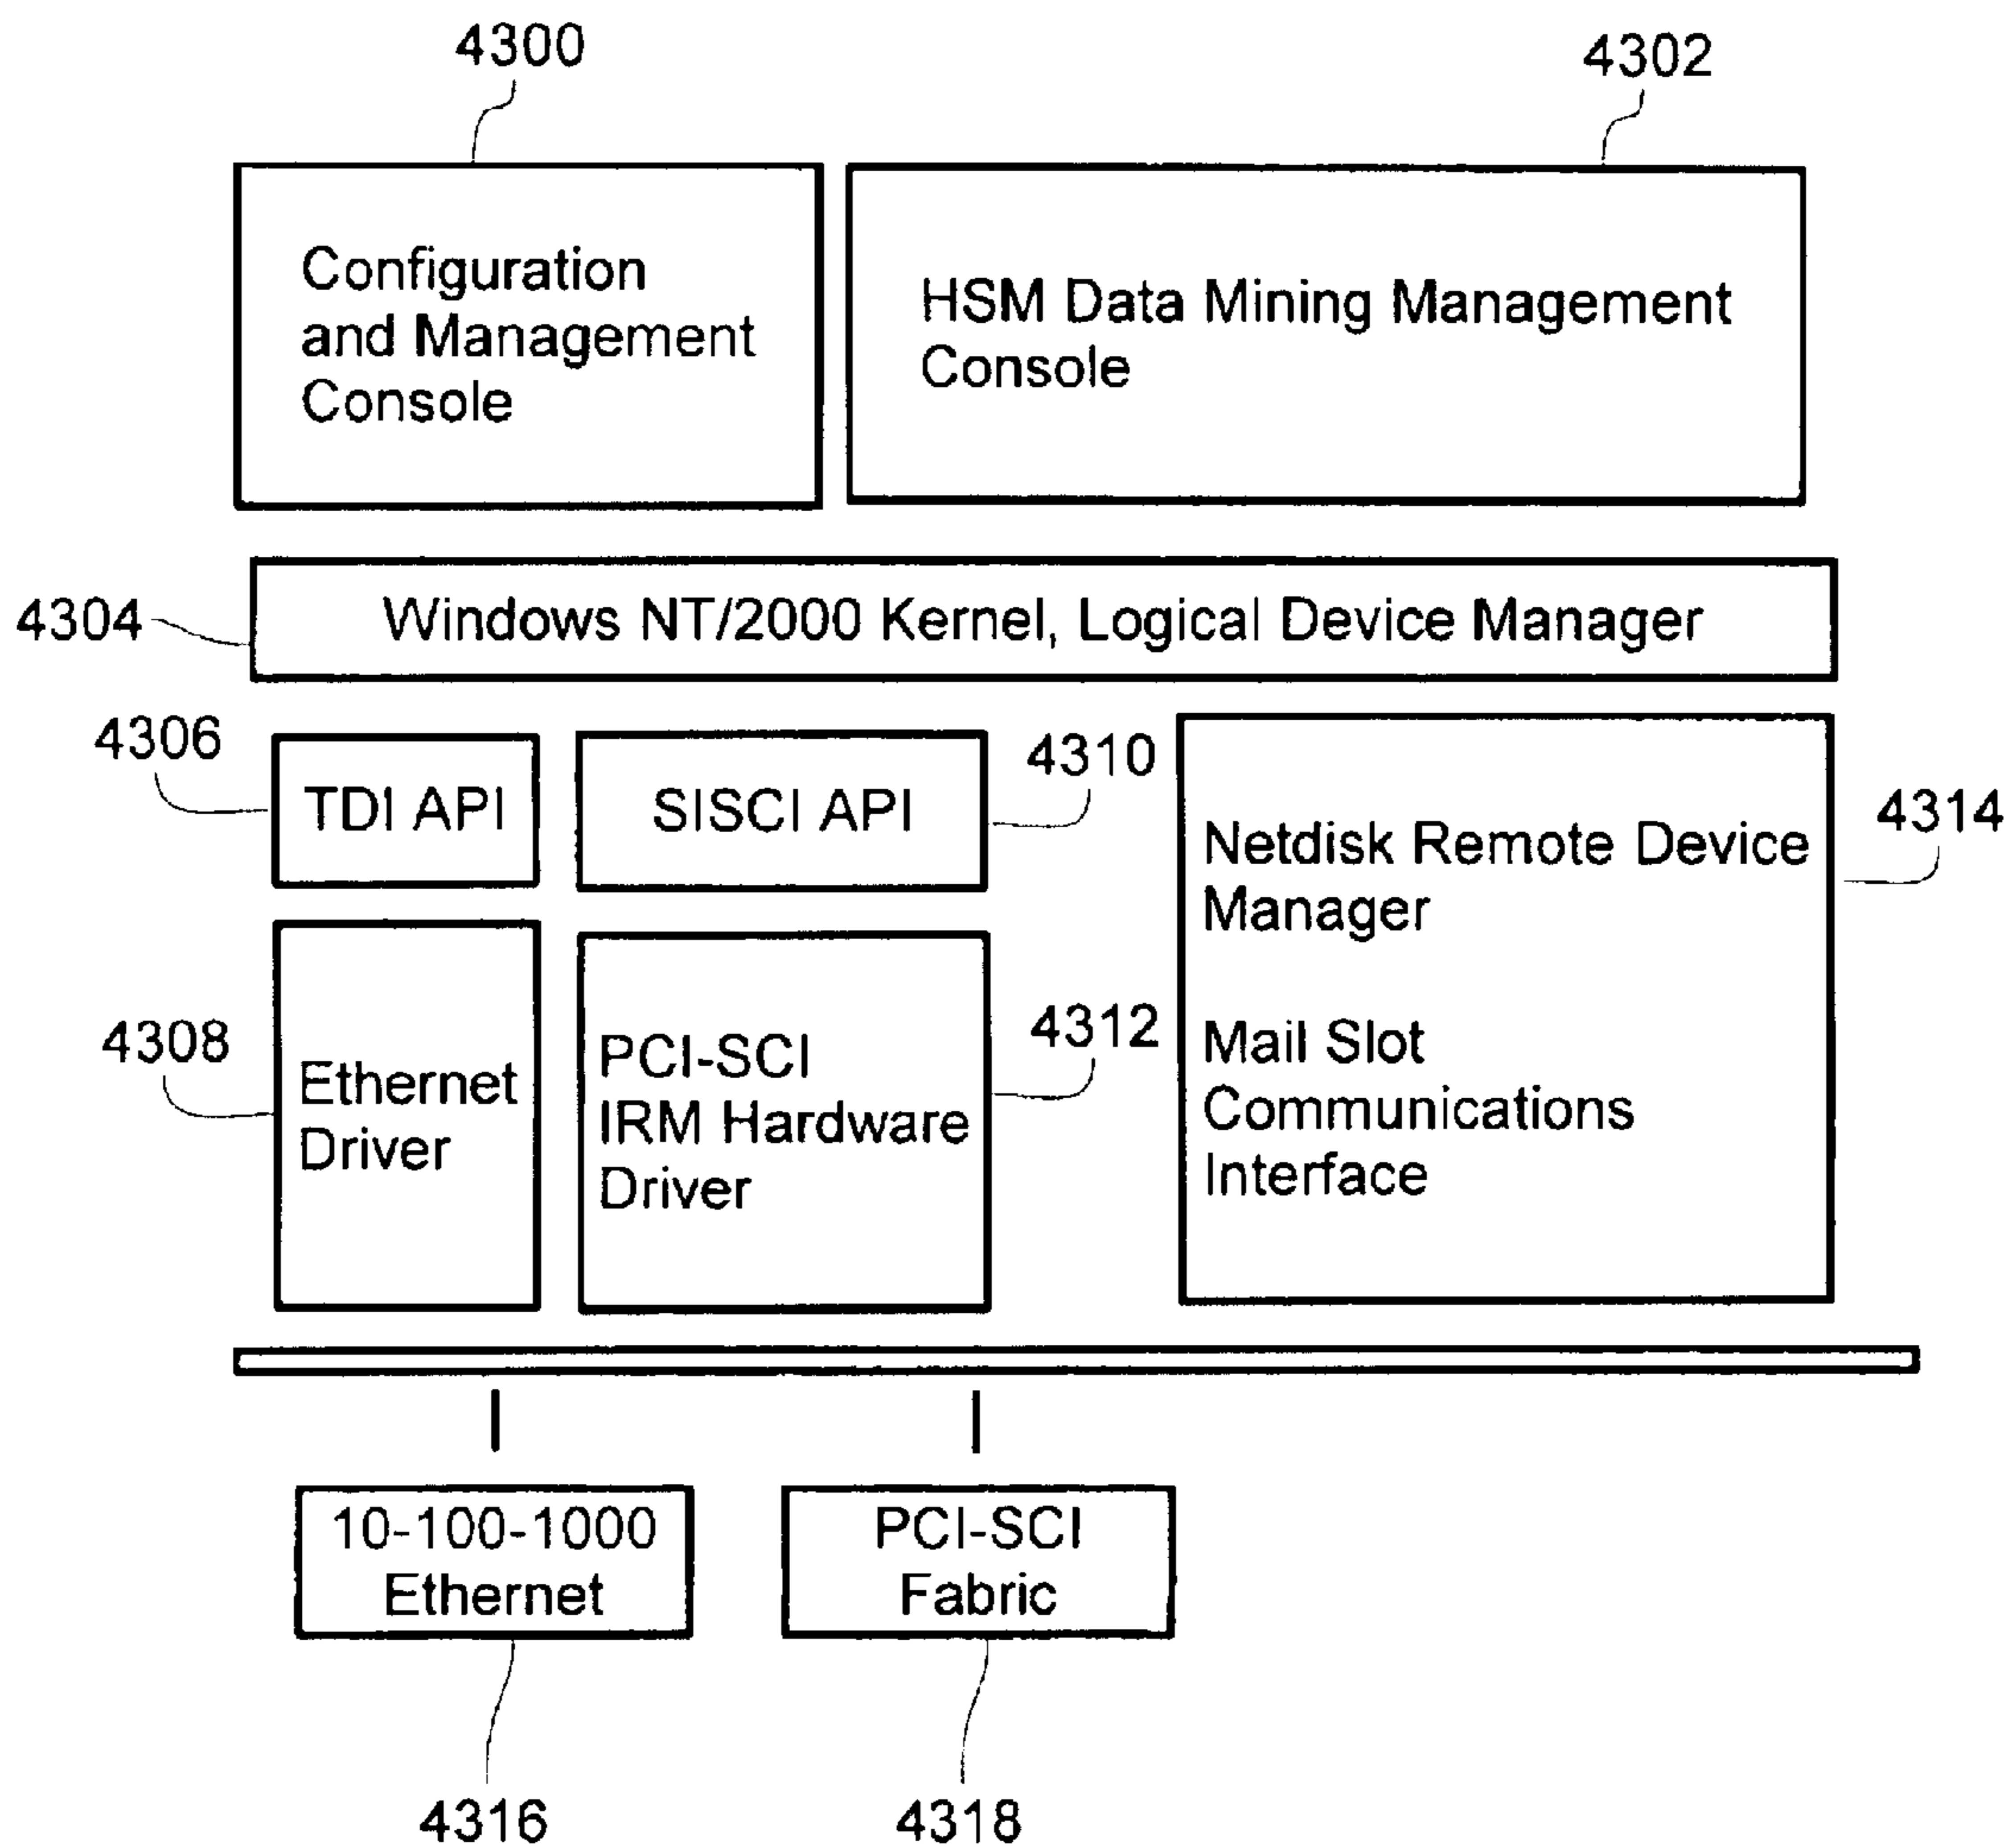 4300
4302
Configuration
and Management
Console
HSM Data Mining Management
Console
4304
Windows NT/2000 Kernel, Logical Device Manager
4306
TDI API
SISCI API
4310
4308
Ethernet
Driver
PCI-SCI
IRM Hardware
Driver
4312
Netdisk Remote Device
Manager
Mail Slot
Communications
Interface
4314
10-100-1000
Ethernet
PCI-SCI
Fabric
4316
4318